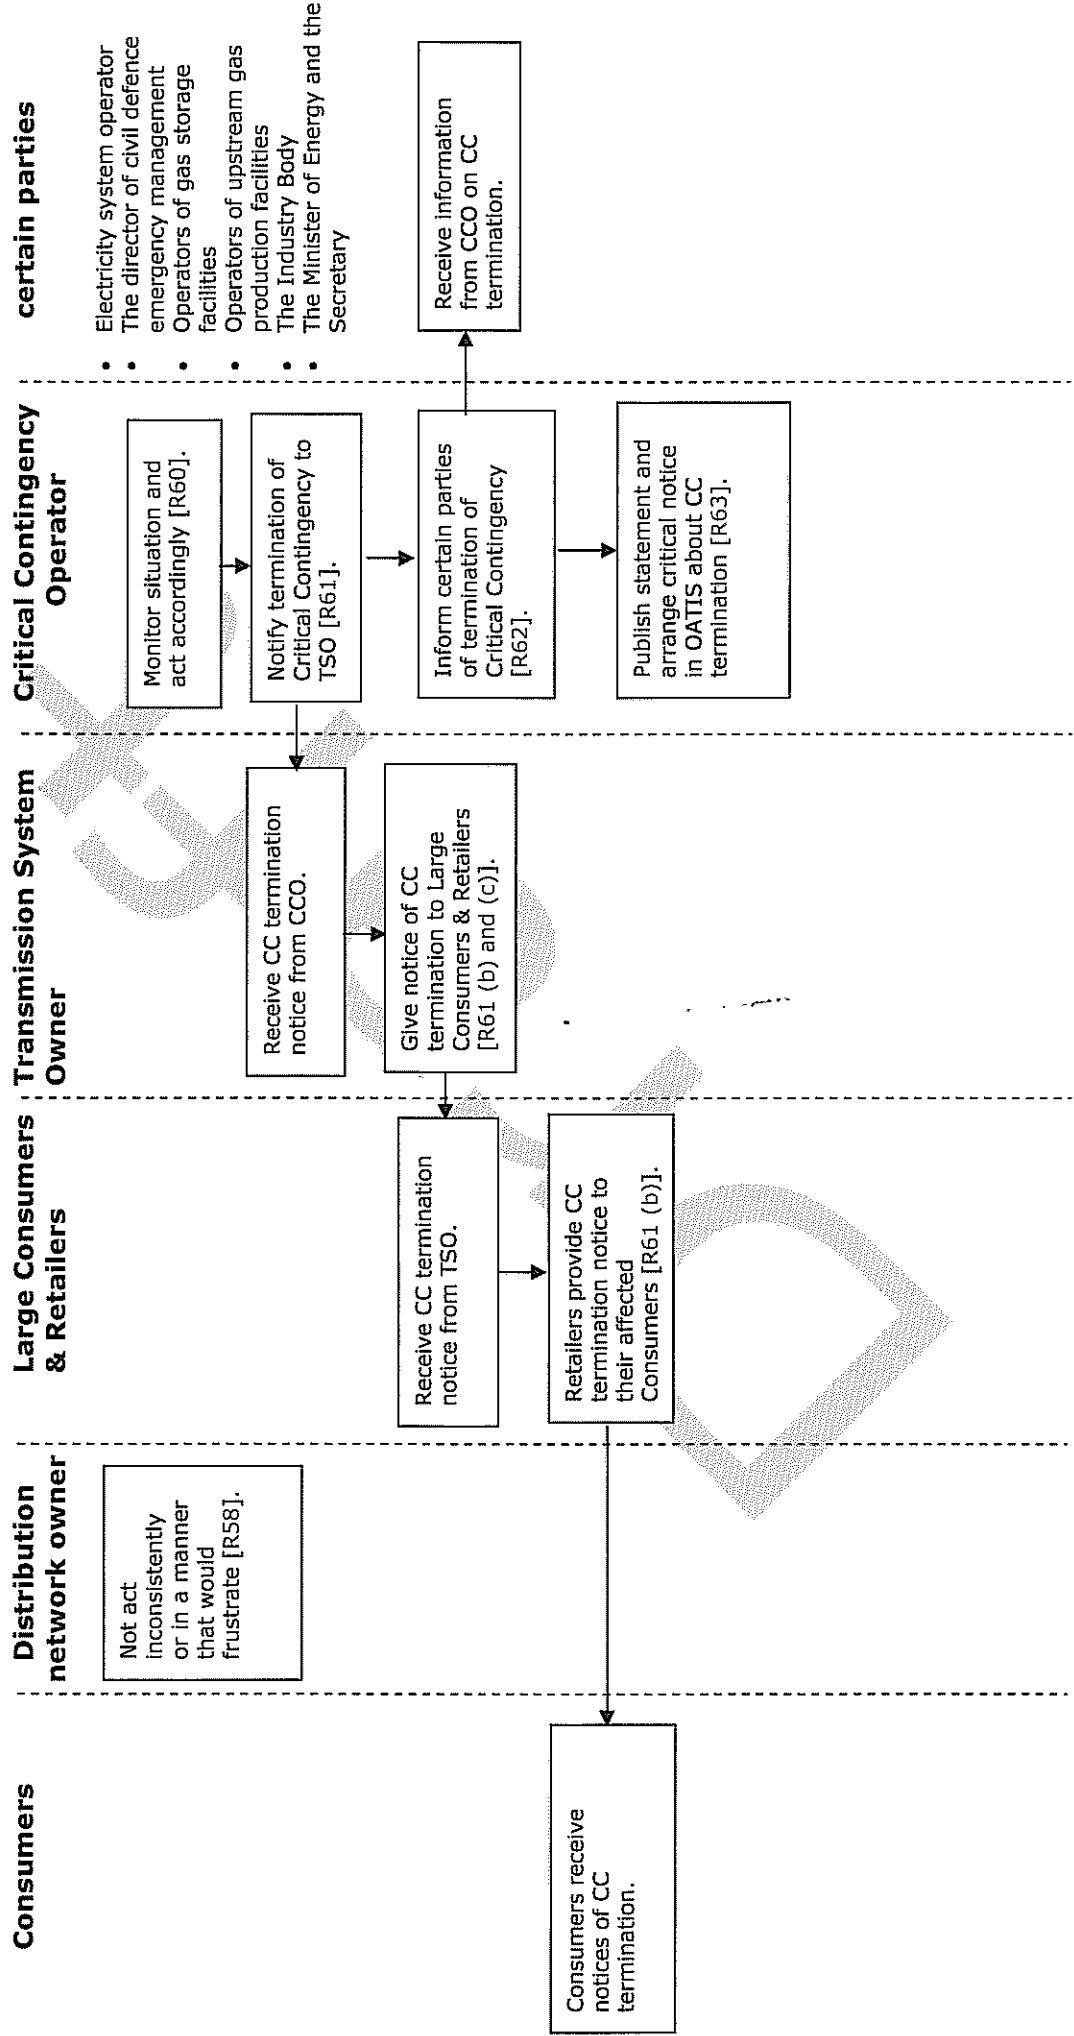 Consumers
Distribution
network owner
Large Consumers
& Retailers
Transmission System
Owner
Critical Contingency
Operator
certain parties
• Electricity system operator
• The director of civil defence
emergency management
• Operators of gas storage
facilities
• Operators of upstream gas
production facilities
• The Industry Body
• The Minister of Energy and the
Secretary
Not act
inconsistently
or in a manner
that would
frustrate [R58].
Monitor situation and
act accordingly [R60].
Notify termination of
Critical Contingency to
TSO [R61].
Receive CC termination
notice from CCO.
Give notice of CC
termination to Large
Consumers & Retailers
[R61 (b) and (c)].
Receive CC termination
notice from TSO.
Retailers provide CC
termination notice to
their affected
Consumers [R61 (b)].
Consumers receive
notices of CC
termination.
Inform certain parties
of termination of
Critical Contingency
[R62].
Receive information
from CCO on CC
termination.
Publish statement and
arrange critical notice
in OATIS about CC
termination [R63].
Draft